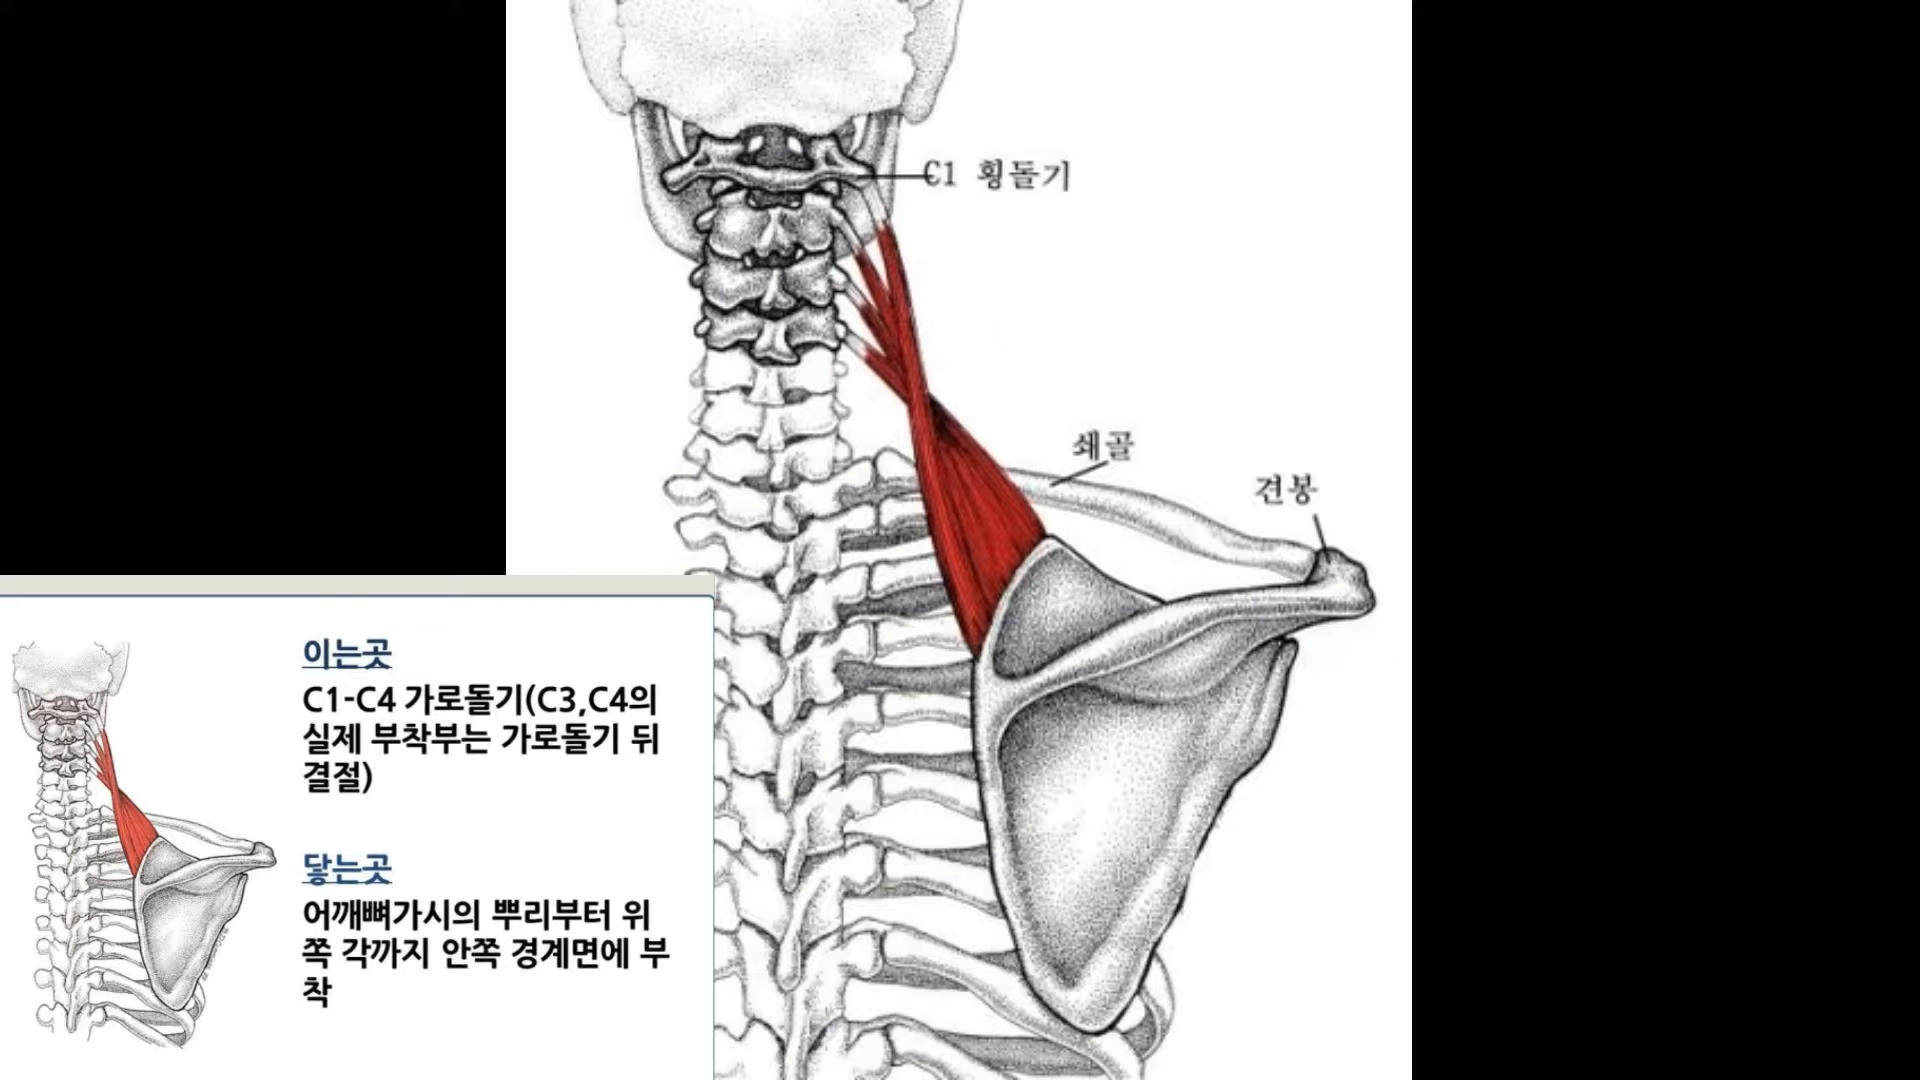 C1 횡돌기
쇄골
견봉
이는곳
C1-C4 가로돌기(C3,C4의
실제 부착부는 가로돌기 뒤
결절)
닿는곳
어깨뼈가시의 뿌리부터 위
쪽 각까지 안쪽 경계면에 부
착